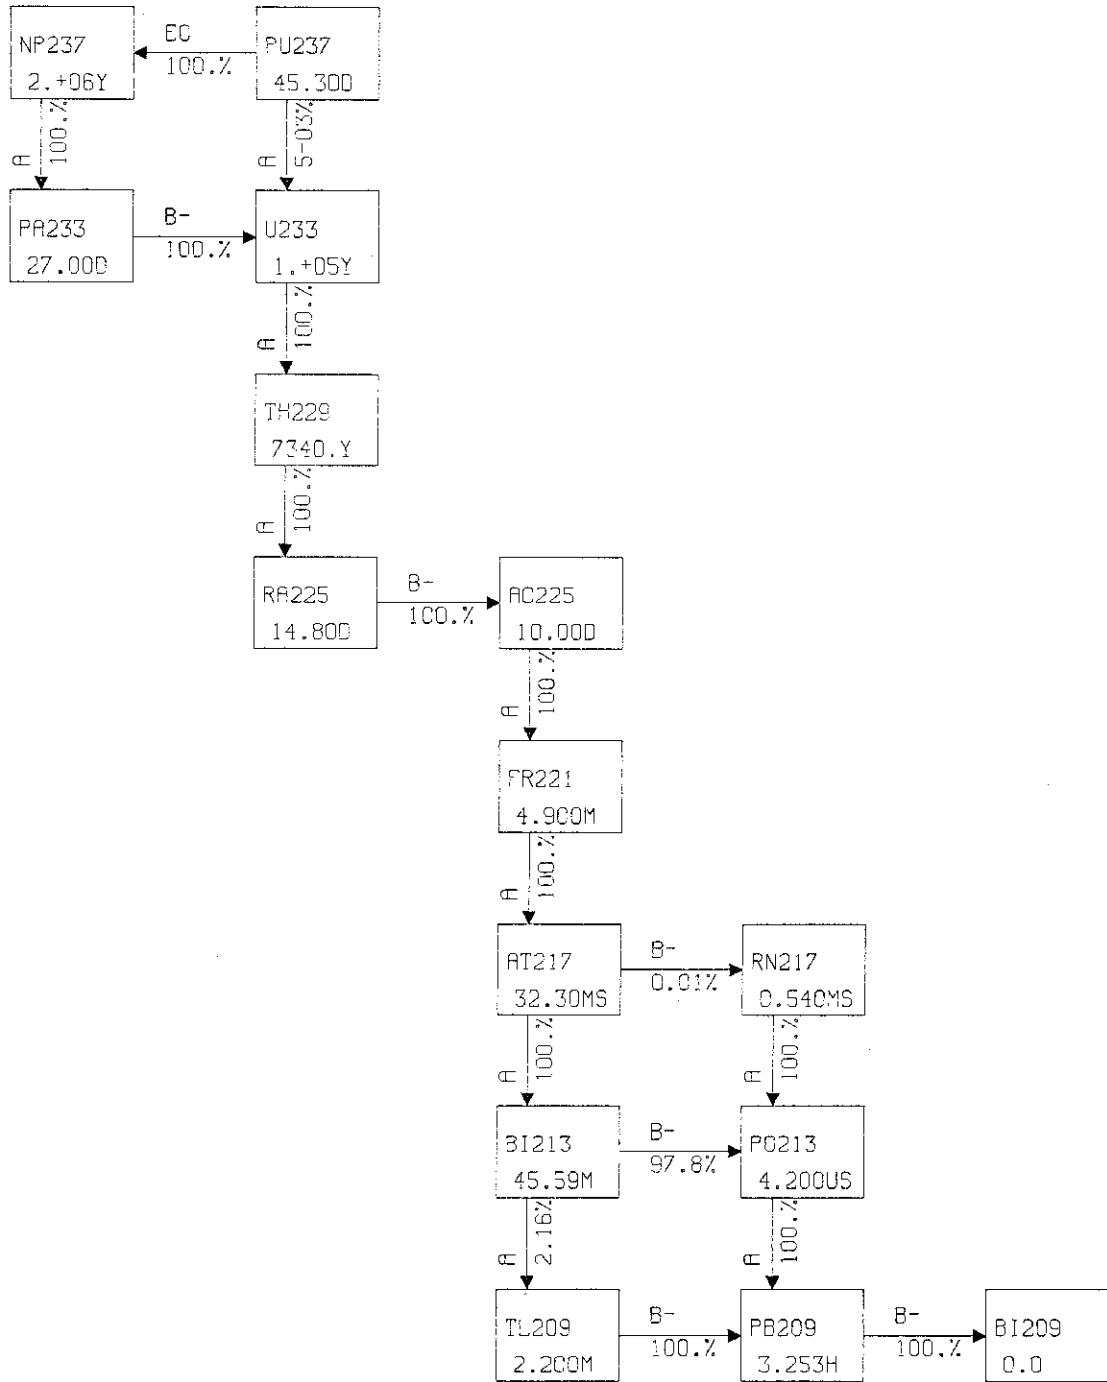 NP237
2.+06Y
EC
100.%
PU237
45.30D
A
100.%
A
5-03%
PA233
27.00D
B-
100.%
U233
1.+05Y
A
100.%
TH229
7340.Y
A
100.%
RA225
14.80D
B-
100.%
AC225
10.00D
A
100.%
FR221
4.900M
A
100.%
AT217
32.30MS
B-
0.01%
RN217
0.540MS
A
100.%
A
100.%
BI213
45.59M
B-
97.8%
PO213
4.200US
A
2.16%
A
100.%
TL209
2.200M
B-
100.%
PB209
3.253H
B-
100.%
BI209
0.0